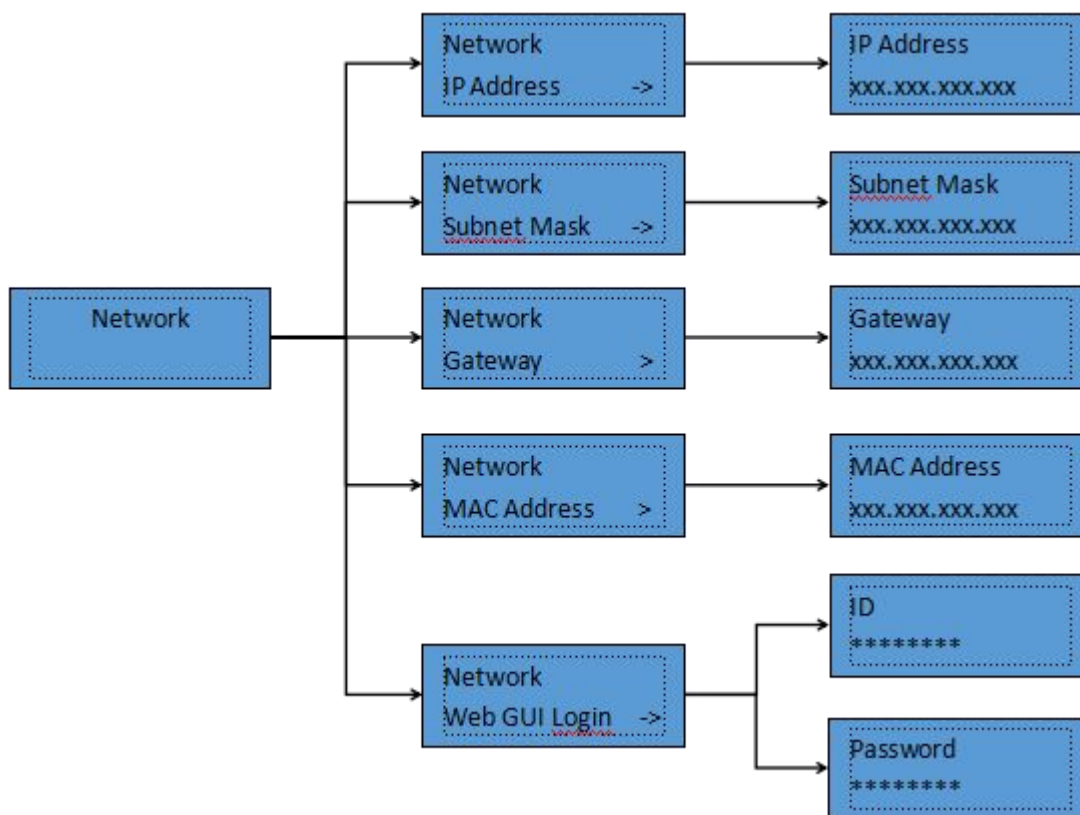 Network
Network
IP Address ->
IP Address
xxx.xxx.xxx.xxx
Network
Subnet Mask ->
Subnet Mask
xxx.xxx.xxx.xxx
Network
Gateway >
Gateway
xxx.xxx.xxx.xxx
Network
MAC Address >
MAC Address
xxx.xxx.xxx.xxx
Network
Web GUI Login ->
ID
********
Password
********